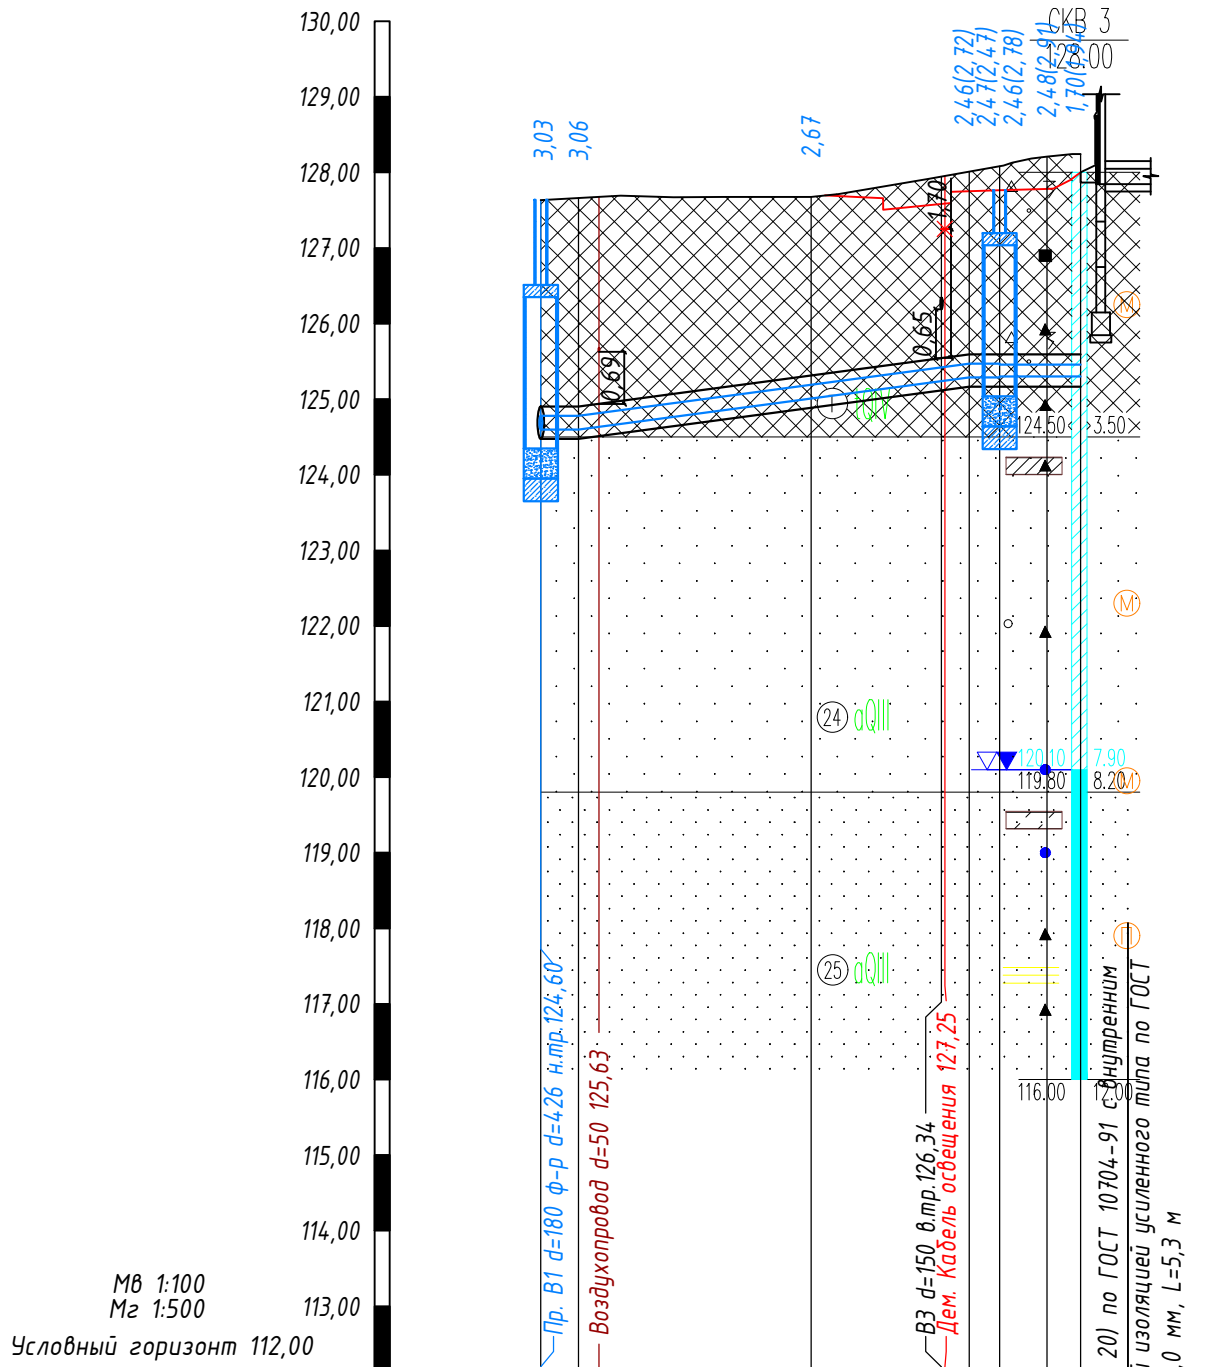 130,00
129,00
128,00
127,00
126,00
125,00
124,00
123,00
122,00
121,00
120,00
119,00
118,00
117,00
116,00
115,00
114,00
113,00
Мв 1:100
Мг 1:500
Условный горизонт 112,00
3,03
3,06
2,67
2,46(2,72)
2,47(2,47)
2,46(2,78)
2,48(2,91)
1,70(1,94)
СКВ 3
128.00
1,70
0,65
0,69
1 tQIV
124.50 3.50
24 aQIII
120.10 7.90
119.80 8.20
25 aQIII
116.00 12.00
М
М
М
П
Пр. В1 d=180 ф-р d=426 н.тр.124,60
Воздухопровод d=50 125,63
В3 d=150 в.тр.126,34
Дем. Кабель освещения 127,25
20) по ГОСТ 10704-91 с внутренним
изоляцией усиленного типа по ГОСТ
0 мм, L=5,3 м